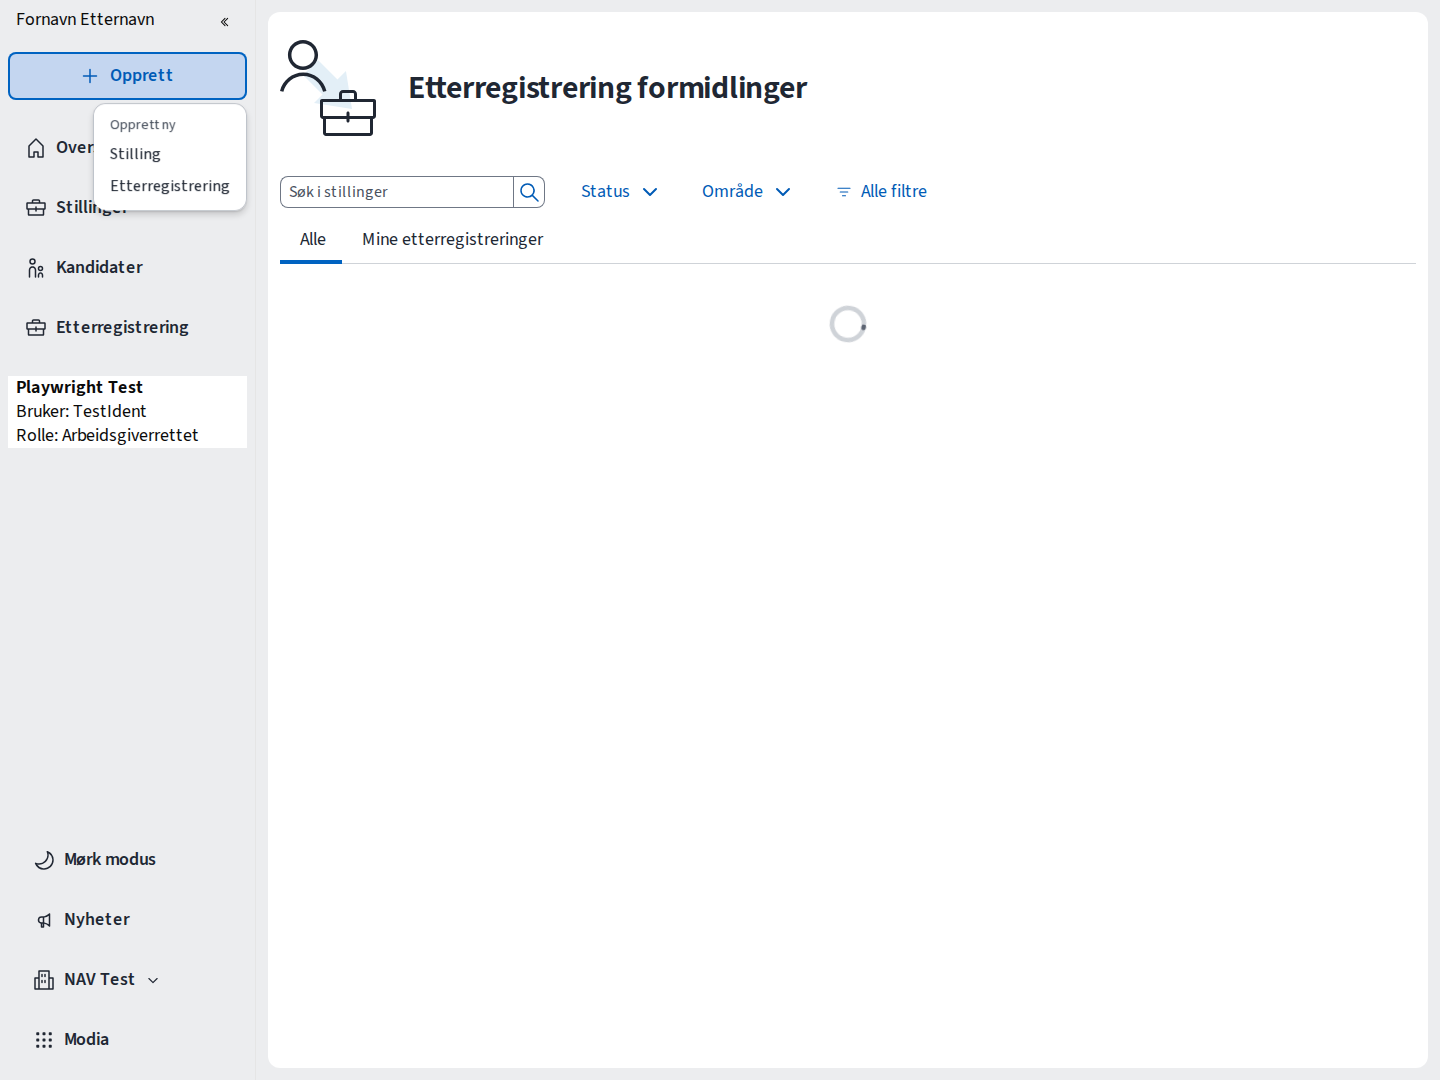 Fornavn Etternavn
Opprett
Opprett ny
Stilling
Etterregistrering
Over
Stillinger
Kandidater
Etterregistrering
Playwright Test
Bruker: TestIdent
Rolle: Arbeidsgiverrettet
Mørk modus
Nyheter
NAV Test
Modia
Etterregistrering formidlinger
Søk i stillinger
Status
Område
Alle filtre
Alle
Mine etterregistreringer